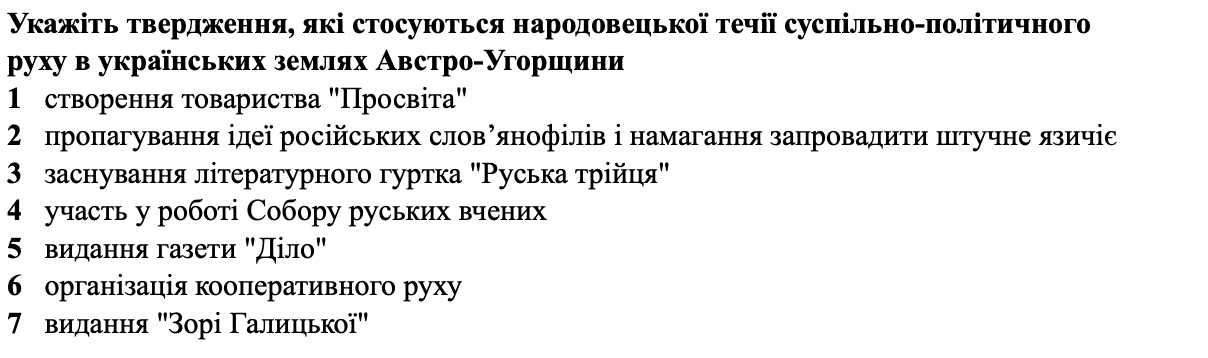 Укажіть твердження, які стосуються народовецької течії суспільно-політичного
руху в українських землях Австро-Угорщини
1 створення товариства "Просвіта"
2 пропагування ідеї російських слов’янофілів і намагання запровадити штучне язичіє
3 заснування літературного гуртка "Руська трійця"
4 участь у роботі Собору руських вчених
5 видання газети "Діло"
6 організація кооперативного руху
7 видання "Зорі Галицької"